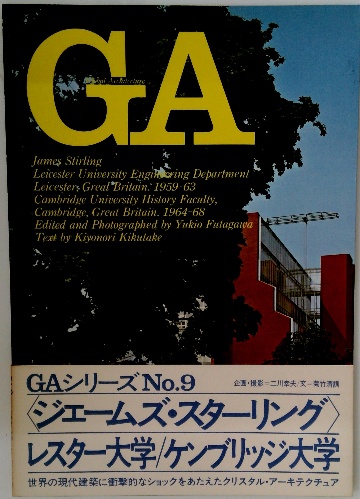 GA
Global Architecture
James Stirling
Leicester University Engineering Department
Leicester, Great Britain. 1959-63
Cambridge University History Faculty,
Cambridge, Great Britain. 1964-68
Edited and Photographed by Yukio Futagawa
Text by Kiyonori Kikutake
GAシリーズNo.9
企画・撮影=二川幸夫/文=菊竹清訓
〈ジェームズ・スターリング〉
レスター大学/ケンブリッジ大学
世界の現代建築に衝撃的なショックをあたえたクリスタル・アーキテクチュア